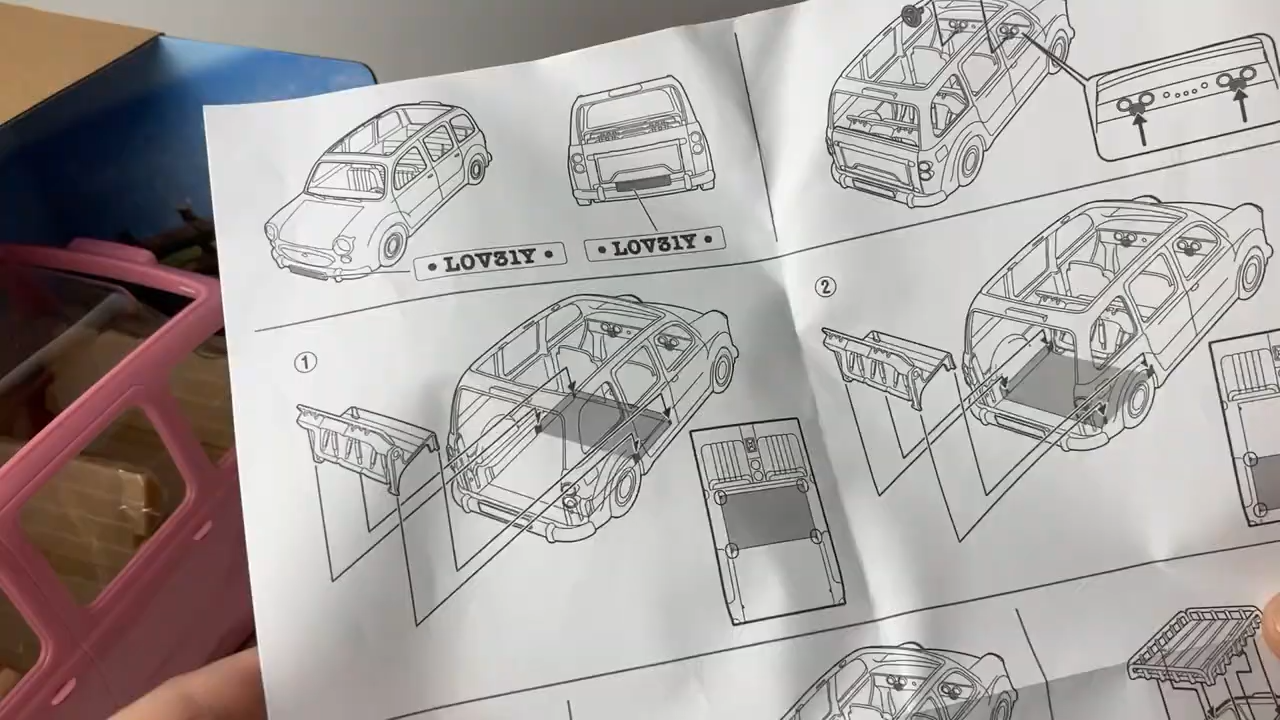 • LOV31Y •
• LOV31Y •
①
②